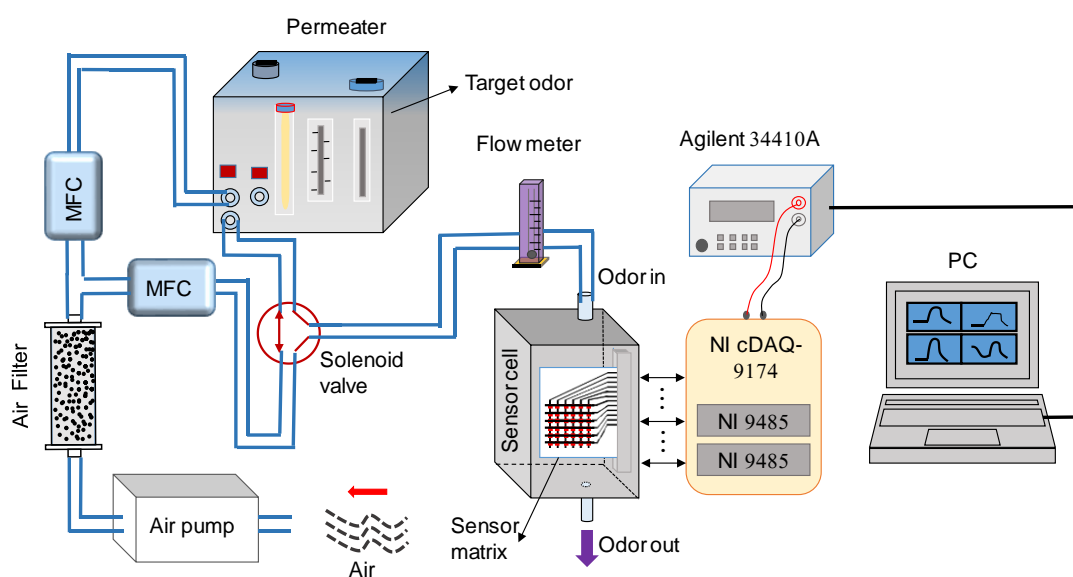 Permeater
Target odor
Flow meter
Agilent 34410A
MFC
MFC
Odor in
PC
Air Filter
Solenoid
valve
Sensor cell
NI cDAQ-
9174
NI 9485
NI 9485
Air pump
Air
Sensor
matrix
Odor out